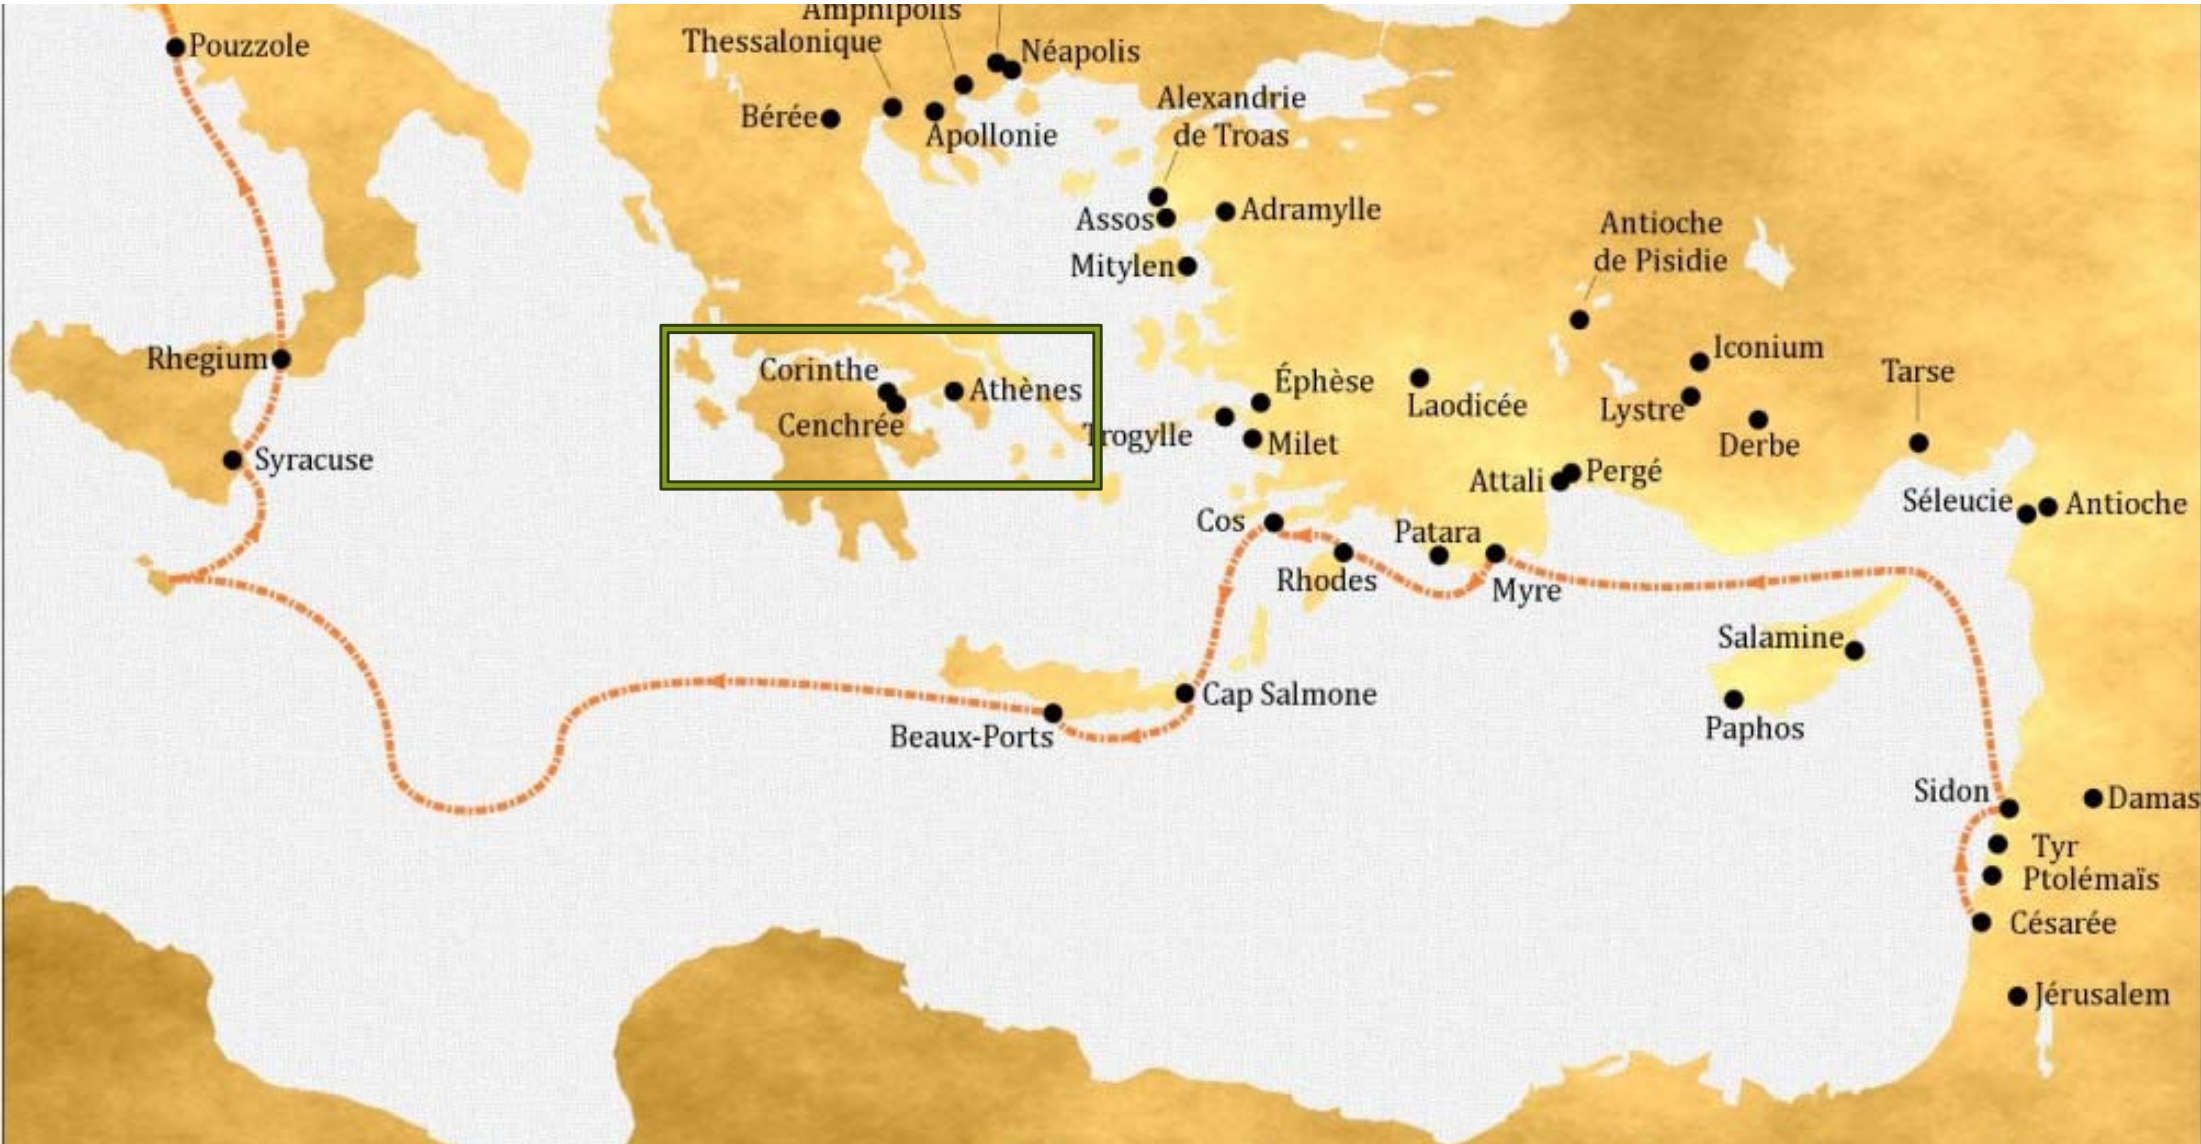 Amphipolis
Pouzzole
Thessalonique
Néapolis
Alexandrie
de Troas
Bérée
Apollonie
Assos
Adramylle
Antioche
de Pisidie
Mitylen
Rhegium
Corinthe
Cenchrée
Athènes
Éphèse
Laodicée
Iconium
Lystre
Derbe
Tarse
Trogylle
Milet
Syracuse
Attali
Pergé
Séleucie
Antioche
Cos
Patara
Rhodes
Myre
Salamine
Cap Salmone
Paphos
Beaux-Ports
Sidon
Damas
Tyr
Ptolémaïs
Césarée
Jérusalem